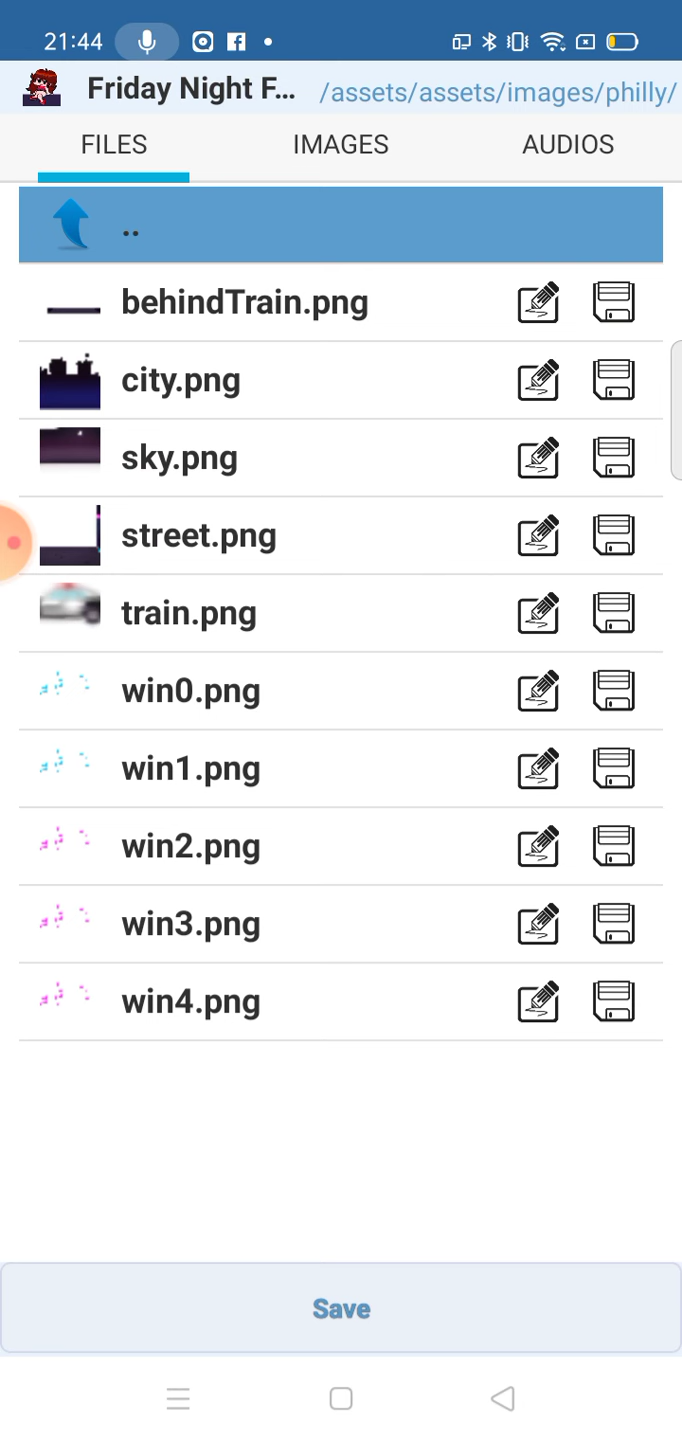 21:44
Friday Night F... /assets/assets/images/philly/
FILES IMAGES AUDIOS
..
behindTrain.png
city.png
sky.png
street.png
train.png
win0.png
win1.png
win2.png
win3.png
win4.png
Save